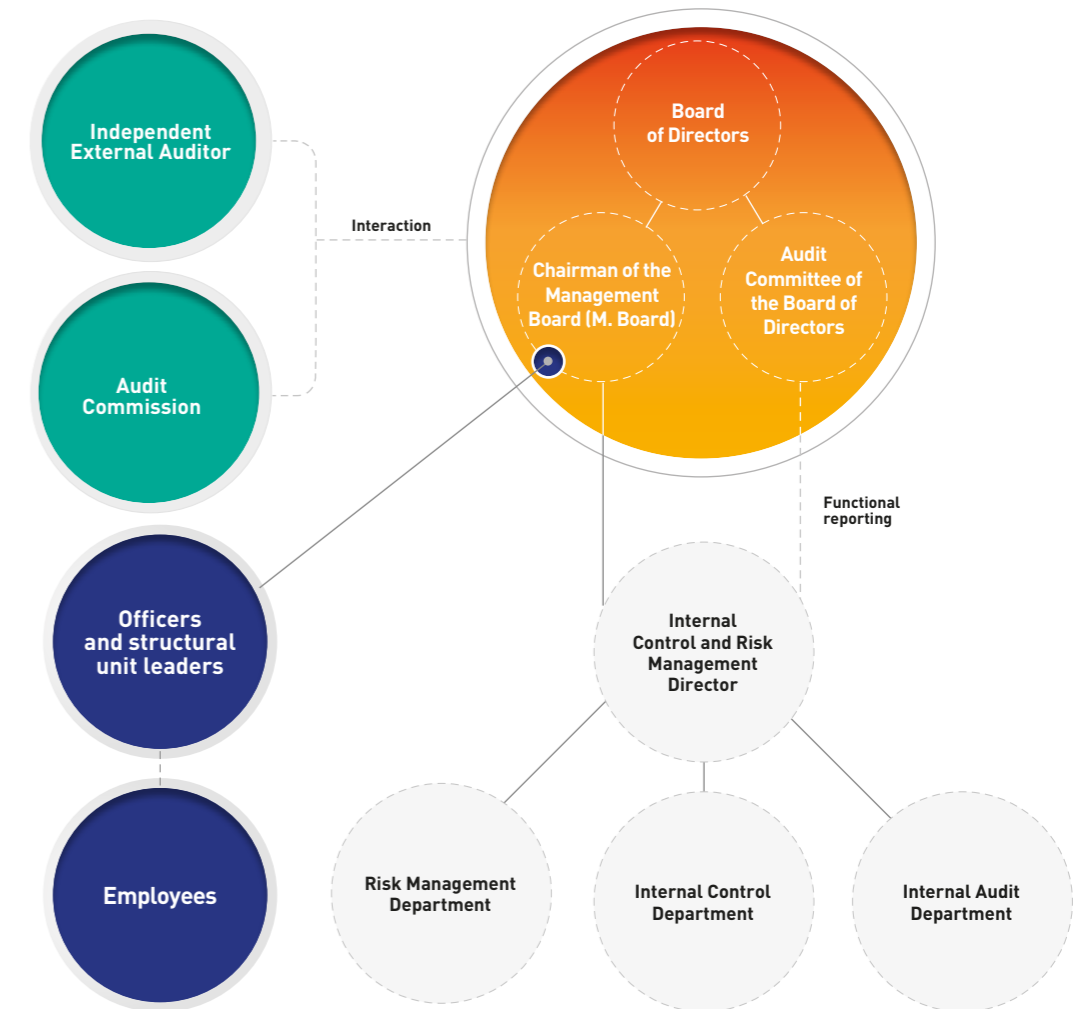 Independent
External Auditor
Board
of Directors
Interaction
Chairman of the
Management
Board (M. Board)
Audit
Committee of
the Board of
Directors
Audit
Commission
Functional
reporting
Officers
and structural
unit leaders
Internal
Control and Risk
Management
Director
Employees
Risk Management
Department
Internal Control
Department
Internal Audit
Department